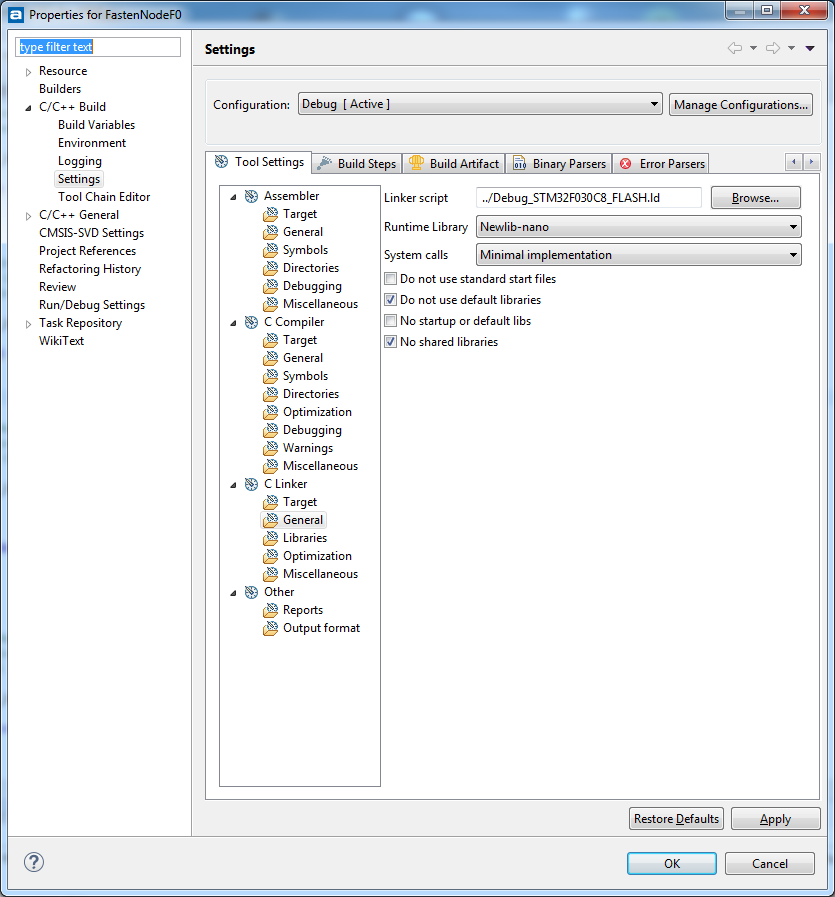 Properties for FastenNodeF0
type filter text
Resource
Builders
C/C++ Build
Build Variables
Environment
Logging
Settings
Tool Chain Editor
C/C++ General
CMSIS-SVD Settings
Project References
Refactoring History
Review
Run/Debug Settings
Task Repository
WikiText
Settings
Configuration: Debug [ Active ] Manage Configurations...
Tool Settings Build Steps Build Artifact Binary Parsers Error Parsers
Assembler
Target
General
Symbols
Directories
Debugging
Miscellaneous
C Compiler
Target
General
Symbols
Directories
Optimization
Debugging
Warnings
Miscellaneous
C Linker
Target
General
Libraries
Optimization
Miscellaneous
Other
Reports
Output format
Linker script ../Debug_STM32F030C8_FLASH.ld Browse...
Runtime Library Newlib-nano
System calls Minimal implementation
Do not use standard start files
Do not use default libraries
No startup or default libs
No shared libraries
Restore Defaults Apply
OK Cancel